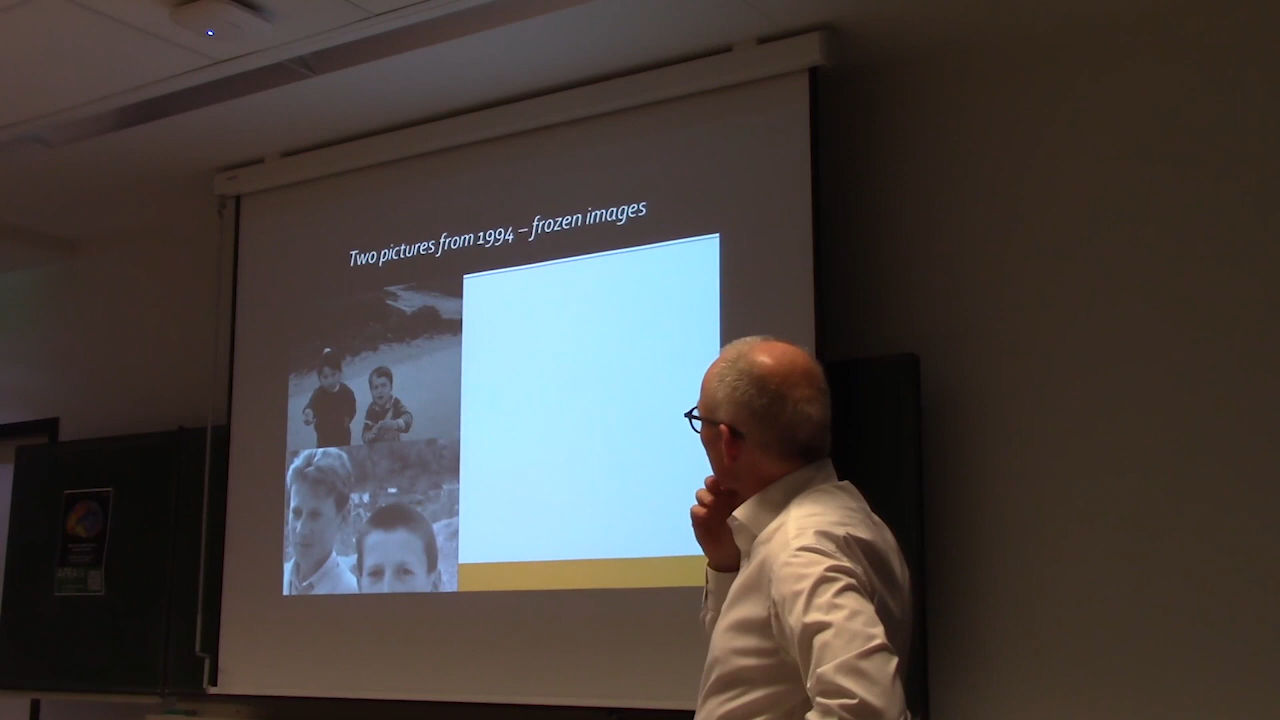 Two pictures from 1994 – frozen images